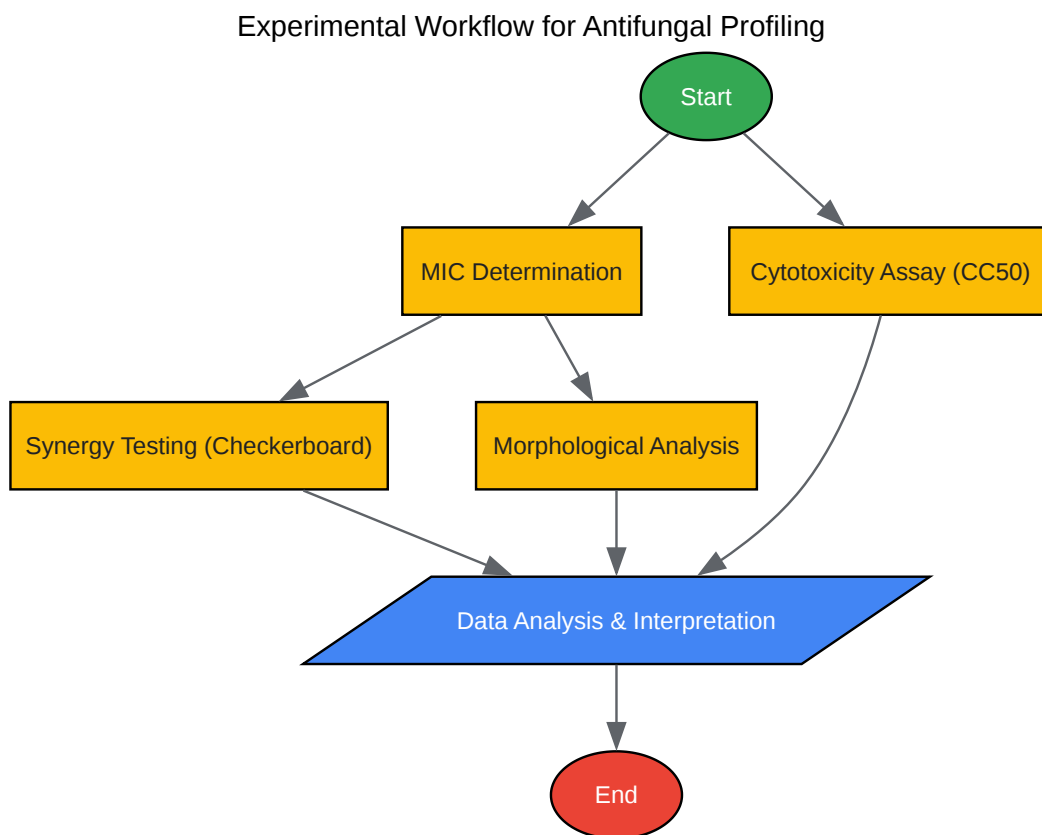 Experimental Workflow for Antifungal Profiling
Start
MIC Determination
Cytotoxicity Assay (CC50)
Synergy Testing (Checkerboard)
Morphological Analysis
Data Analysis & Interpretation
End